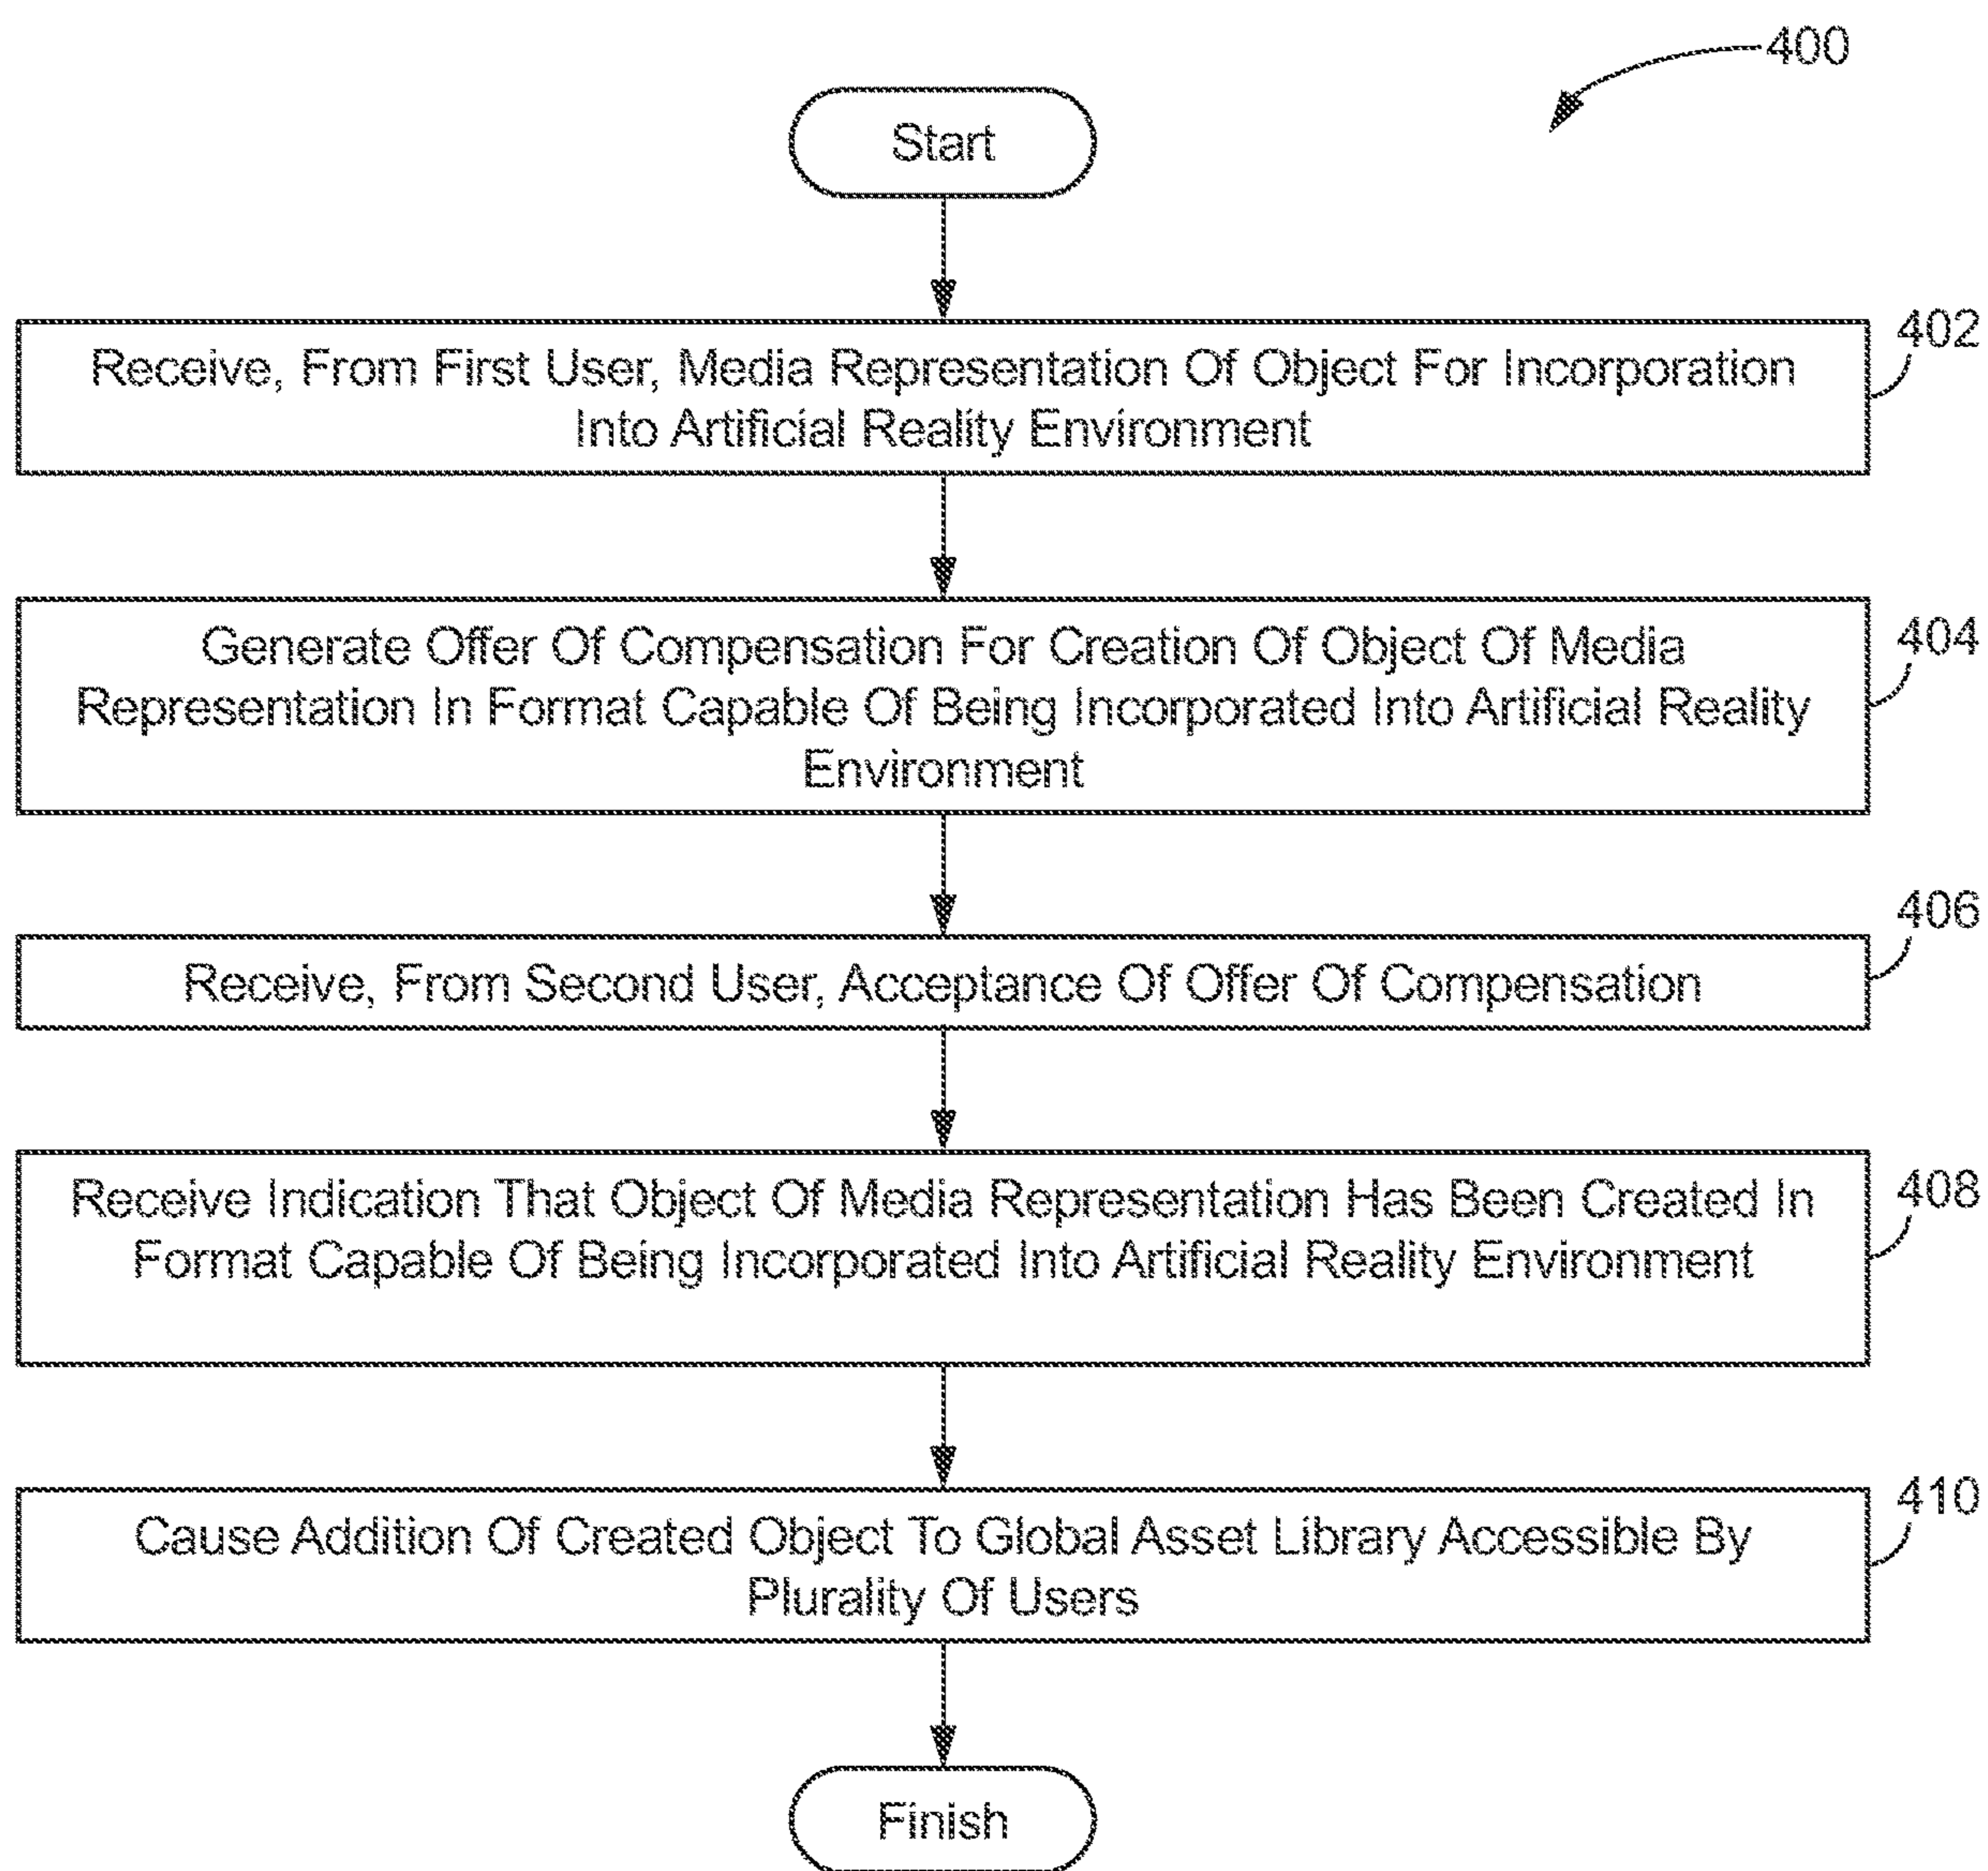 400
Start
402
Receive, From First User, Media Representation Of Object For Incorporation
Into Artificial Reality Environment
404
Generate Offer Of Compensation For Creation Of Object Of Media
Representation In Format Capable Of Being Incorporated Into Artificial Reality
Environment
406
Receive, From Second User, Acceptance Of Offer Of Compensation
408
Receive Indication That Object Of Media Representation Has Been Created In
Format Capable Of Being Incorporated Into Artificial Reality Environment
410
Cause Addition Of Created Object To Global Asset Library Accessible By
Plurality Of Users
Finish